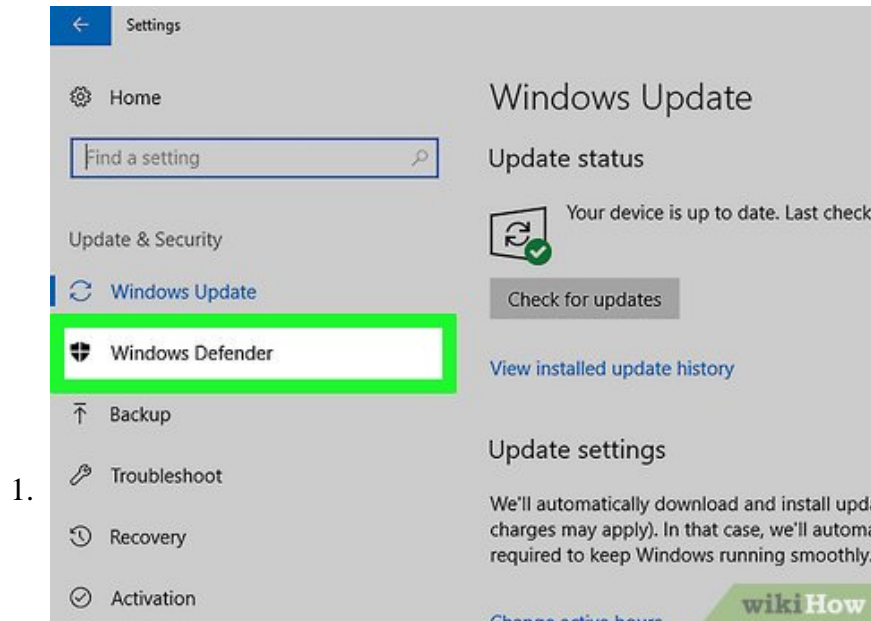 Settings
Home
Find a setting
Update & Security
Windows Update
Windows Defender
Backup
Troubleshoot
Recovery
Activation
Windows Update
Update status
Your device is up to date. Last check
Check for updates
View installed update history
Update settings
We'll automatically download and install upda
charges may apply). In that case, we'll automa
required to keep Windows running smoothly.
Change active hours
wikiHow
1.